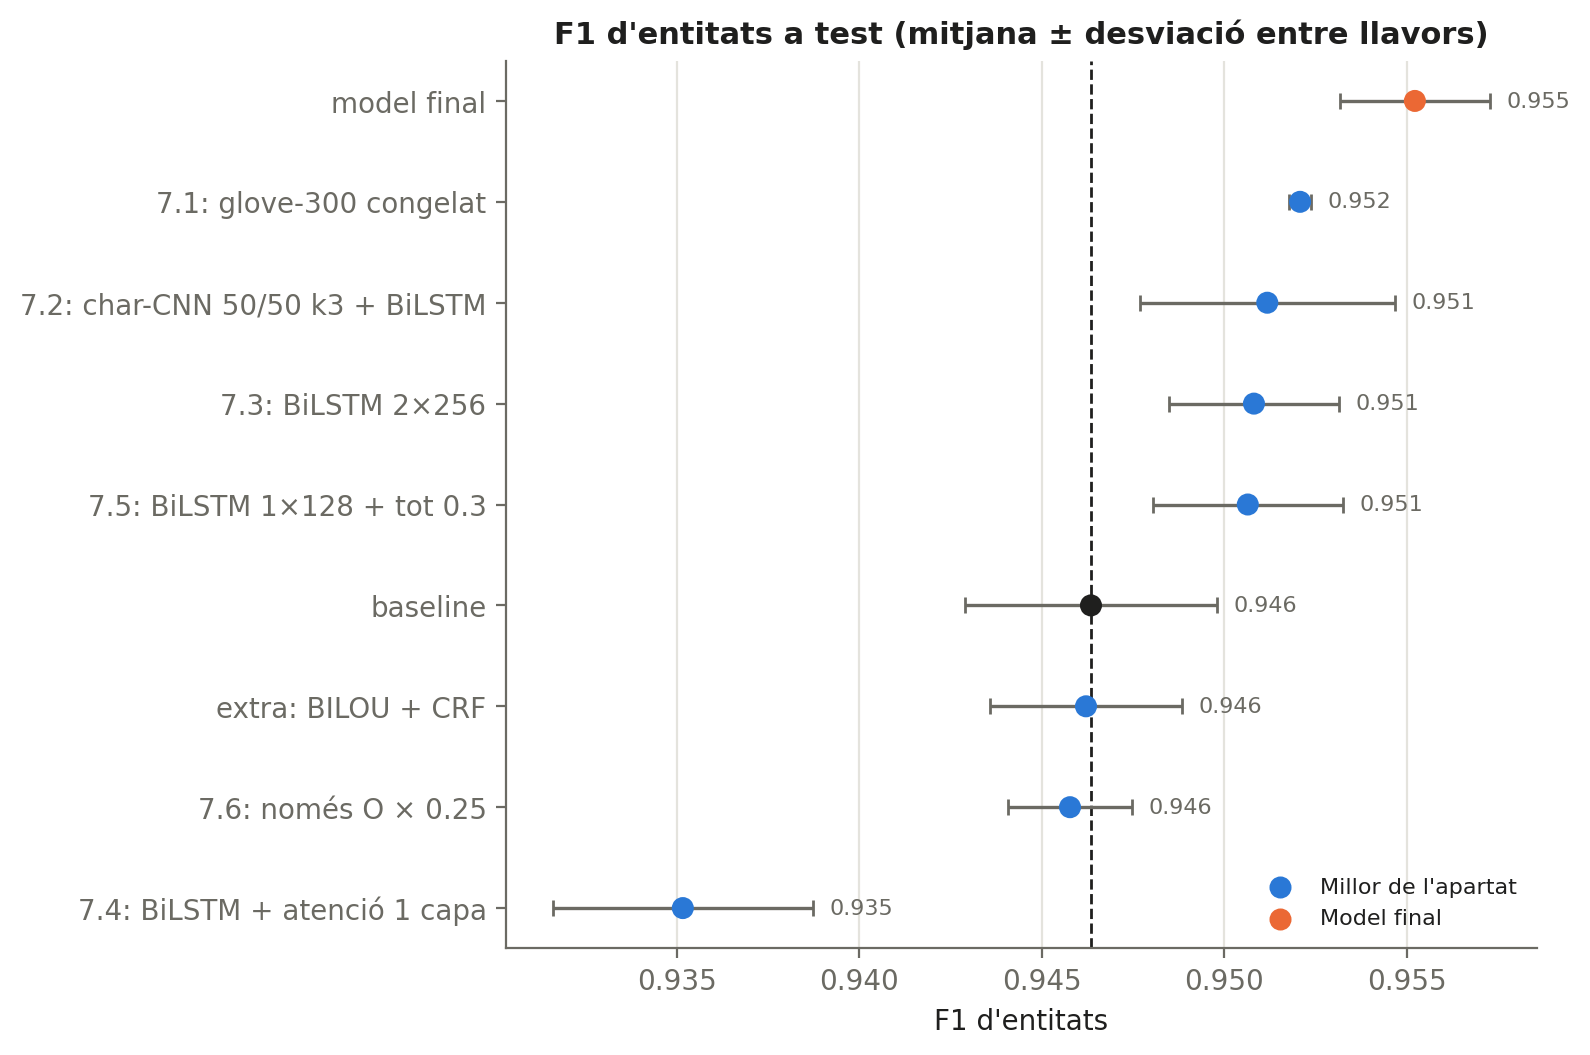 F1 d'entitats a test (mitjana ± desviació entre llavors)
model final
0.955
7.1: glove-300 congelat
0.952
7.2: char-CNN 50/50 k3 + BiLSTM
0.951
7.3: BiLSTM 2×256
0.951
7.5: BiLSTM 1×128 + tot 0.3
0.951
baseline
0.946
extra: BILOU + CRF
0.946
7.6: només O × 0.25
0.946
7.4: BiLSTM + atenció 1 capa
0.935
Millor de l'apartat
Model final
0.935 0.940 0.945 0.950 0.955
F1 d'entitats